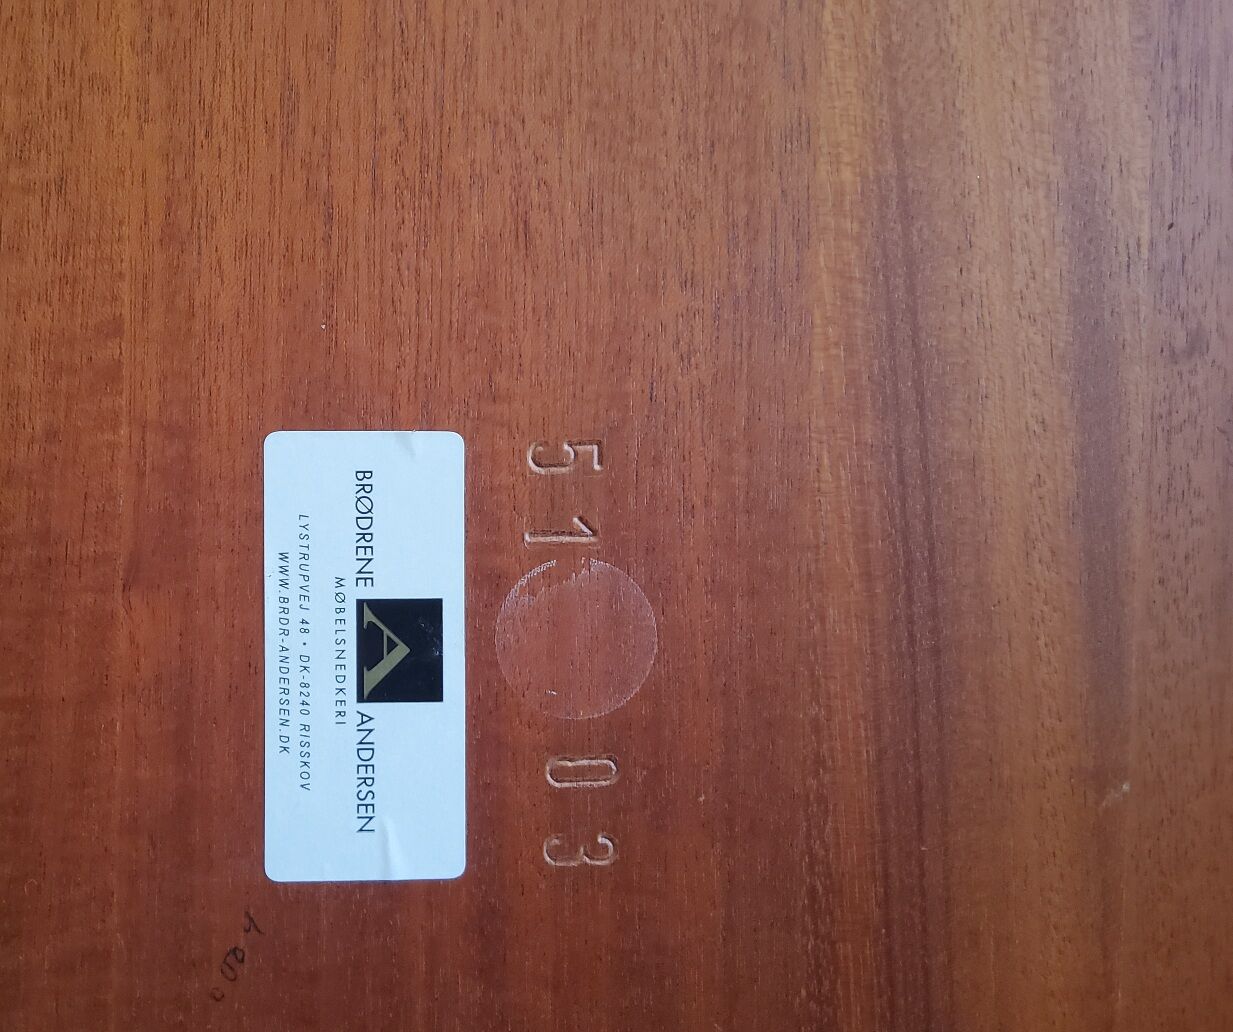 51 03
BRØDRENE A ANDERSEN
MØBELSNEDKERI
LYSTRUPVEJ 48 • DK-8240 RISSKOV
WWW.BRDR-ANDERSEN.DK